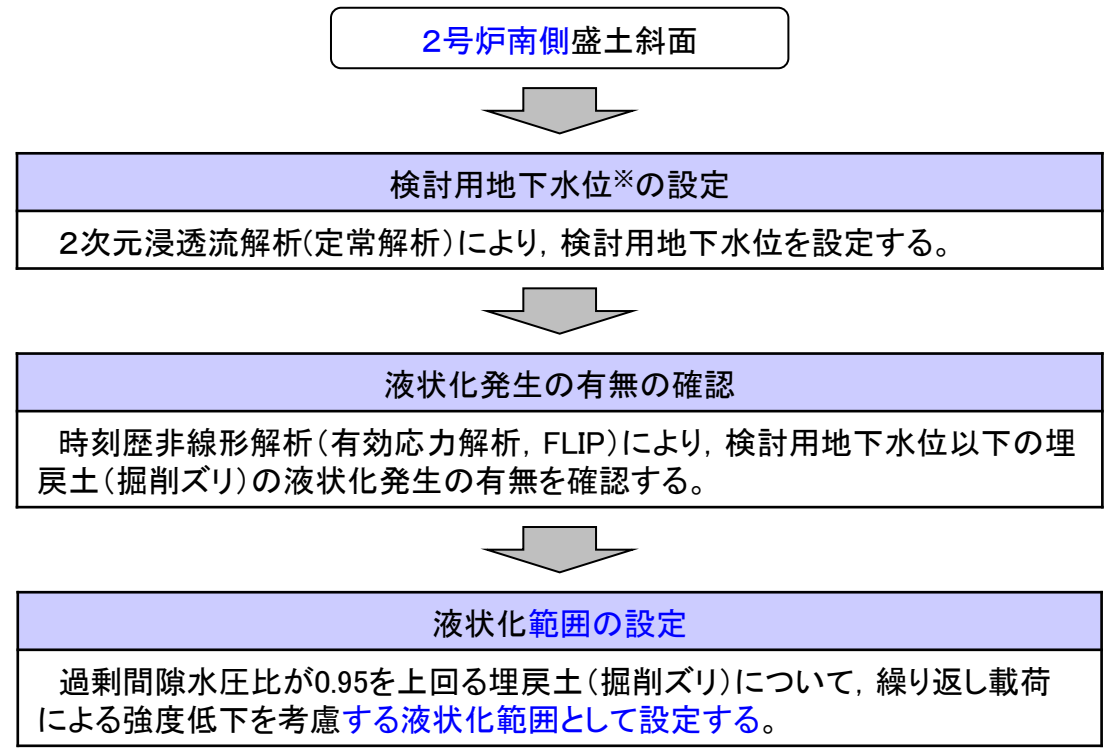 ２号炉南側盛土斜面
検討用地下水位※の設定
２次元浸透流解析(定常解析)により，検討用地下水位を設定する。
液状化発生の有無の確認
時刻歴非線形解析（有効応力解析，FLIP）により，検討用地下水位以下の埋
戻土（掘削ズリ）の液状化発生の有無を確認する。
液状化範囲の設定
過剰間隙水圧比が0.95を上回る埋戻土（掘削ズリ）について，繰り返し載荷
による強度低下を考慮する液状化範囲として設定する。